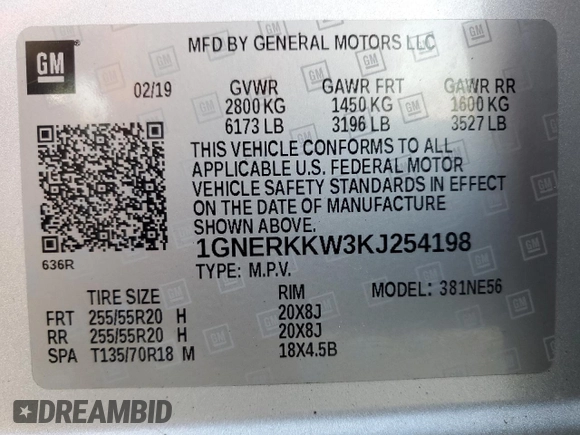 GM
MFD BY GENERAL MOTORS LLC
02/19 GVWR GAWR FRT GAWR RR
2800 KG 1450 KG 1600 KG
6173 LB 3196 LB 3527 LB
THIS VEHICLE CONFORMS TO ALL
APPLICABLE U.S. FEDERAL MOTOR
VEHICLE SAFETY STANDARDS IN EFFECT
ON THE DATE OF MANUFACTURE
SHOWN ABOVE.
636R 1GNERKKW3KJ254198
TYPE: M.P.V. MODEL: 381NE56
TIRE SIZE RIM
FRT 255/55R20 H 20X8J
RR 255/55R20 H 20X8J
SPA T135/70R18 M 18X4.5B
DREAMBID